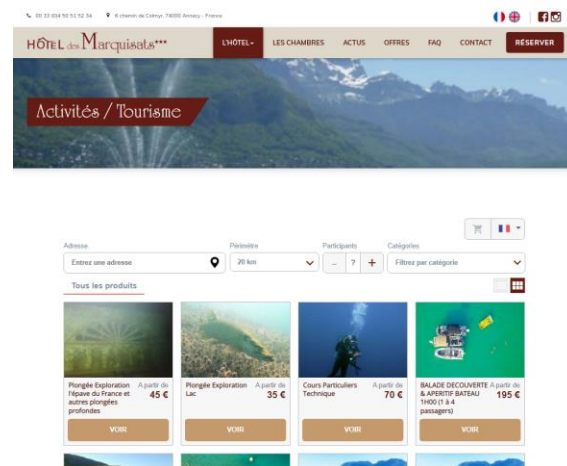 00 33 (0)4 50 51 52 34 6 chemin de Colmyr, 74000 Annecy - France
HÔTEL des Marquisats***
L'HÔTEL LES CHAMBRES ACTUS OFFRES FAQ CONTACT RÉSERVER
Activités / Tourisme
Adresse Périmètre Participants Catégories
Entrez une adresse 20 km - ? + Filtrez par catégorie
Tous les produits
Plongée Exploration l'épave du France et autres plongées profondes
A partir de
45 €
VOIR
Plongée Exploration Lac
A partir de
35 €
VOIR
Cours Particuliers Technique
A partir de
70 €
VOIR
BALADE DECOUVERTE & APERITIF BATEAU 1H00 (1 à 4 passagers)
A partir de
195 €
VOIR